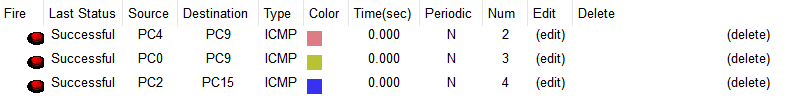 Fire Last Status Source Destination Type Color Time(sec) Periodic Num Edit Delete
Successful PC4 PC9 ICMP 0.000 N 2 (edit) (delete)
Successful PC0 PC9 ICMP 0.000 N 3 (edit) (delete)
Successful PC2 PC15 ICMP 0.000 N 4 (edit) (delete)